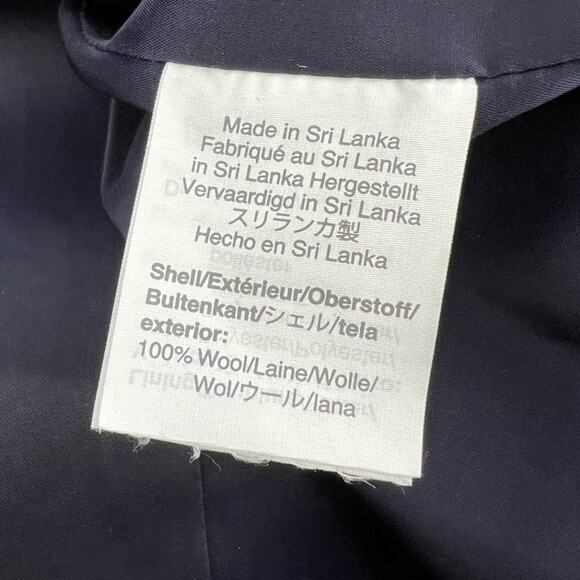 Made in Sri Lanka
Fabriqué au Sri Lanka
in Sri Lanka Hergestellt
Vervaardigd in Sri Lanka
スリランカ製
Hecho en Sri Lanka
Shell/Extérieur/Oberstoff/
Buitenkant/シェル/tela
exterior:
100% Wool/Laine/Wolle/
Wol/ウール/lana